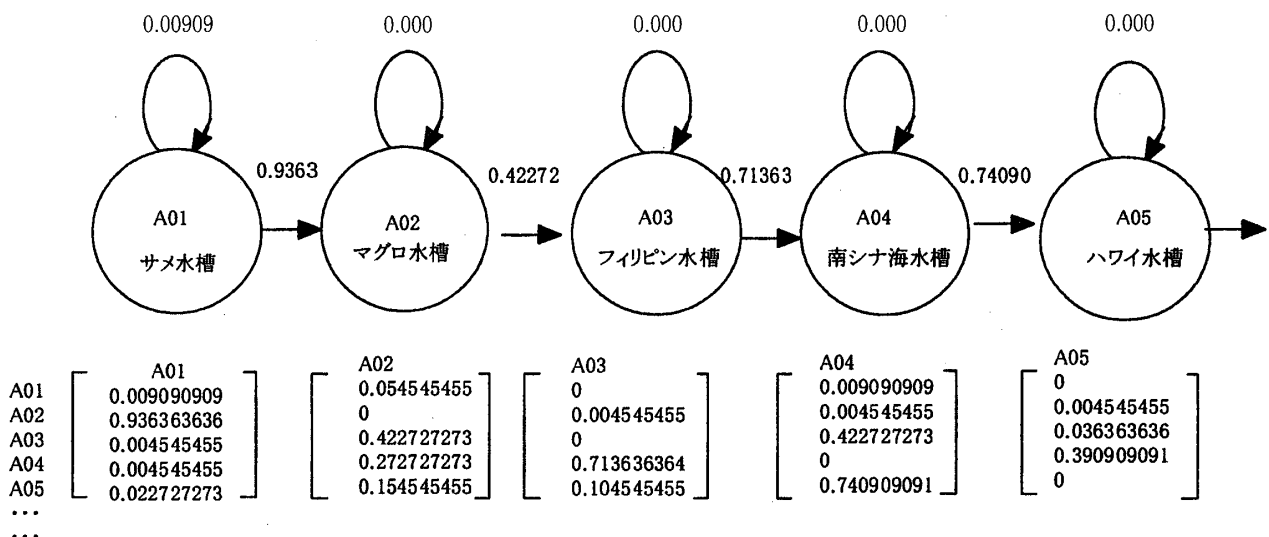 0.00909 0.000 0.000 0.000 0.000
0.9363 0.42272 0.71363 0.74090
A01 A02 A03 A04 A05
サメ水槽 マグロ水槽 フィリピン水槽 南シナ海水槽 ハワイ水槽
A01 A02 A03 A04 A05
A01 0.009090909 0.054545455 0 0.009090909 0
A02 0.936363636 0 0.004545455 0.004545455 0.004545455
A03 0.004545455 0.422727273 0 0.422727273 0.036363636
A04 0.004545455 0.272727273 0.713636364 0 0.390909091
A05 0.022727273 0.154545455 0.104545455 0.740909091 0
...
...